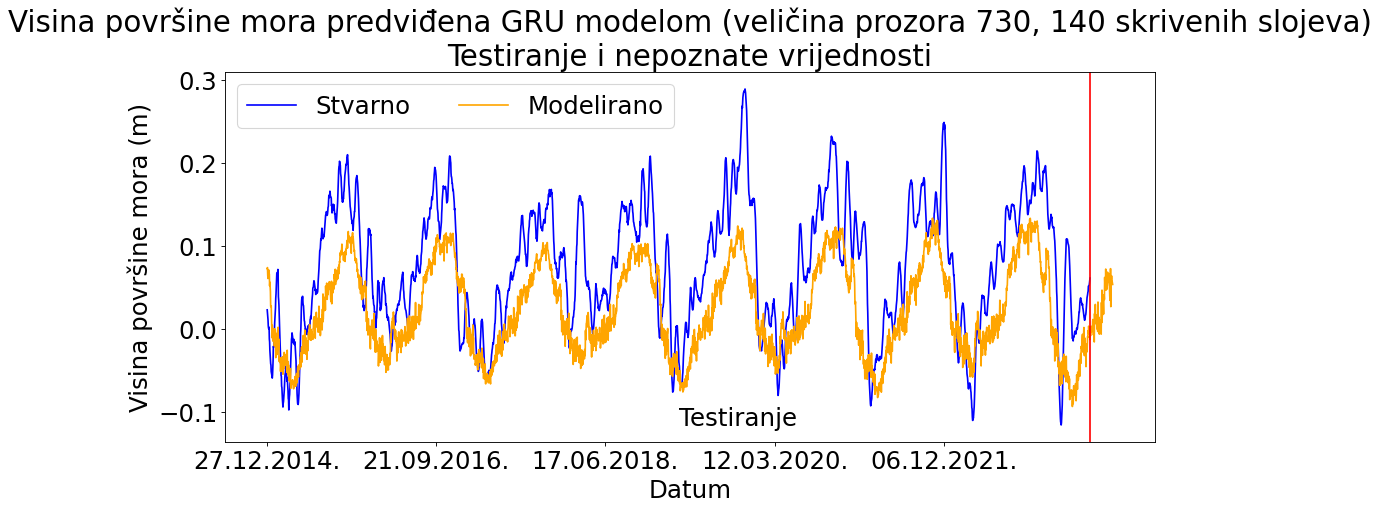 Visina površine mora predviđena GRU modelom (veličina prozora 730, 140 skrivenih slojeva)
Testiranje i nepoznate vrijednosti
Stvarno
Modelirano
Visina površine mora (m)
0.3
0.2
0.1
0.0
−0.1
Testiranje
27.12.2014.
21.09.2016.
17.06.2018.
12.03.2020.
06.12.2021.
Datum